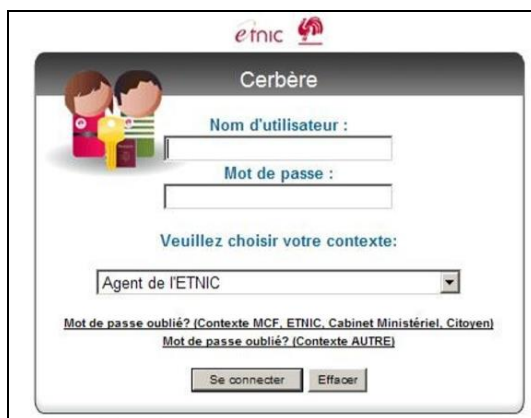 etnic
Cerbère
Nom d'utilisateur :
Mot de passe :
Veuillez choisir votre contexte:
Agent de l'ETNIC
Mot de passe oublié? (Contexte MCF, ETNIC, Cabinet Ministériel, Citoyen)
Mot de passe oublié? (Contexte AUTRE)
Se connecter Effacer